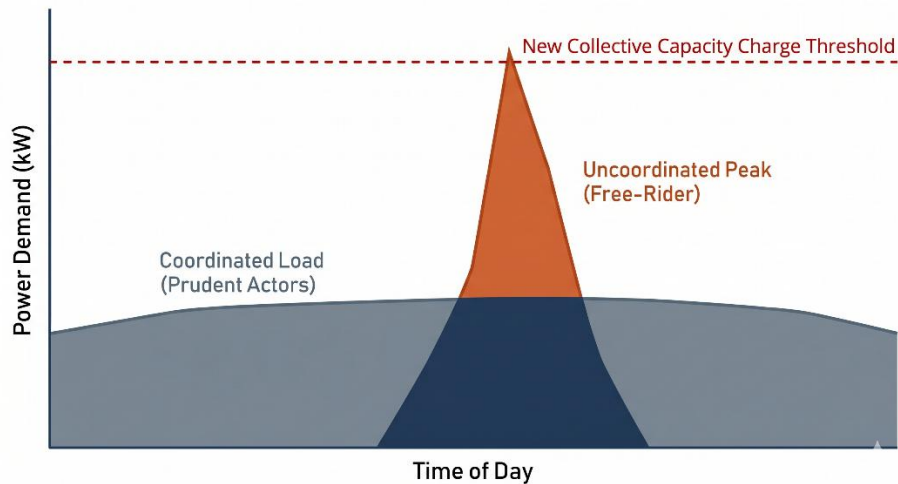 New Collective Capacity Charge Threshold
Uncoordinated Peak
(Free-Rider)
Coordinated Load
(Prudent Actors)
Power Demand (kW)
Time of Day